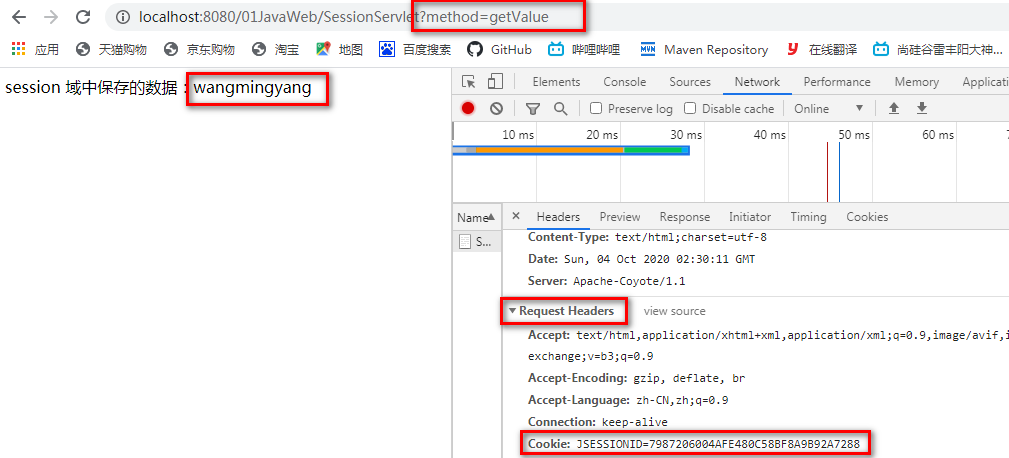 localhost:8080/01JavaWeb/SessionServlet?method=getValue
应用 天猫购物 京东购物 淘宝 地图 百度搜索 GitHub 哔哩哔哩 Maven Repository 在线翻译 尚硅谷雷丰阳大神...
session 域中保存的数据：wangmingyang
Elements Console Sources Network Performance Memory Applicati
Preserve log Disable cache Online
10 ms 20 ms 30 ms 40 ms 50 ms 60 ms
Name
S...
× Headers Preview Response Initiator Timing Cookies
Content-Type: text/html;charset=utf-8
Date: Sun, 04 Oct 2020 02:30:11 GMT
Server: Apache-Coyote/1.1
Request Headers view source
Accept: text/html,application/xhtml+xml,application/xml;q=0.9,image/avif,i
exchange;v=b3;q=0.9
Accept-Encoding: gzip, deflate, br
Accept-Language: zh-CN,zh;q=0.9
Connection: keep-alive
Cookie: JSESSIONID=7987206004AFE480C58BF8A9B92A7288